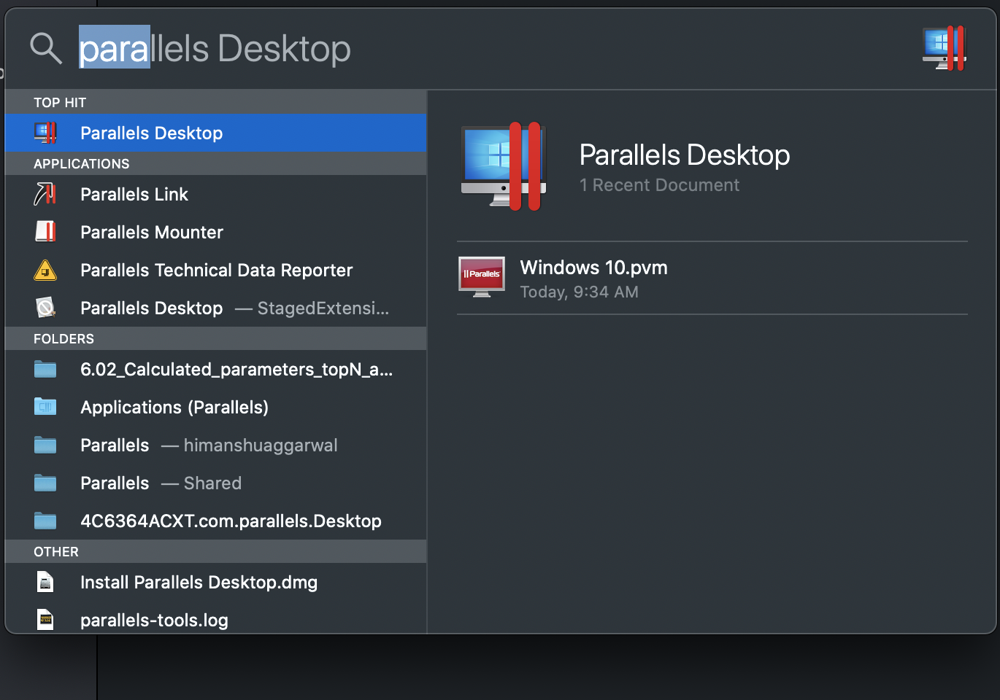 parallels Desktop
TOP HIT
Parallels Desktop
APPLICATIONS
Parallels Link
Parallels Mounter
Parallels Technical Data Reporter
Parallels Desktop — StagedExtensi...
FOLDERS
6.02_Calculated_parameters_topN_a...
Applications (Parallels)
Parallels — himanshuaggarwal
Parallels — Shared
4C6364ACXT.com.parallels.Desktop
OTHER
Install Parallels Desktop.dmg
parallels-tools.log
Parallels Desktop
1 Recent Document
Parallels
Windows 10.pvm
Today, 9:34 AM